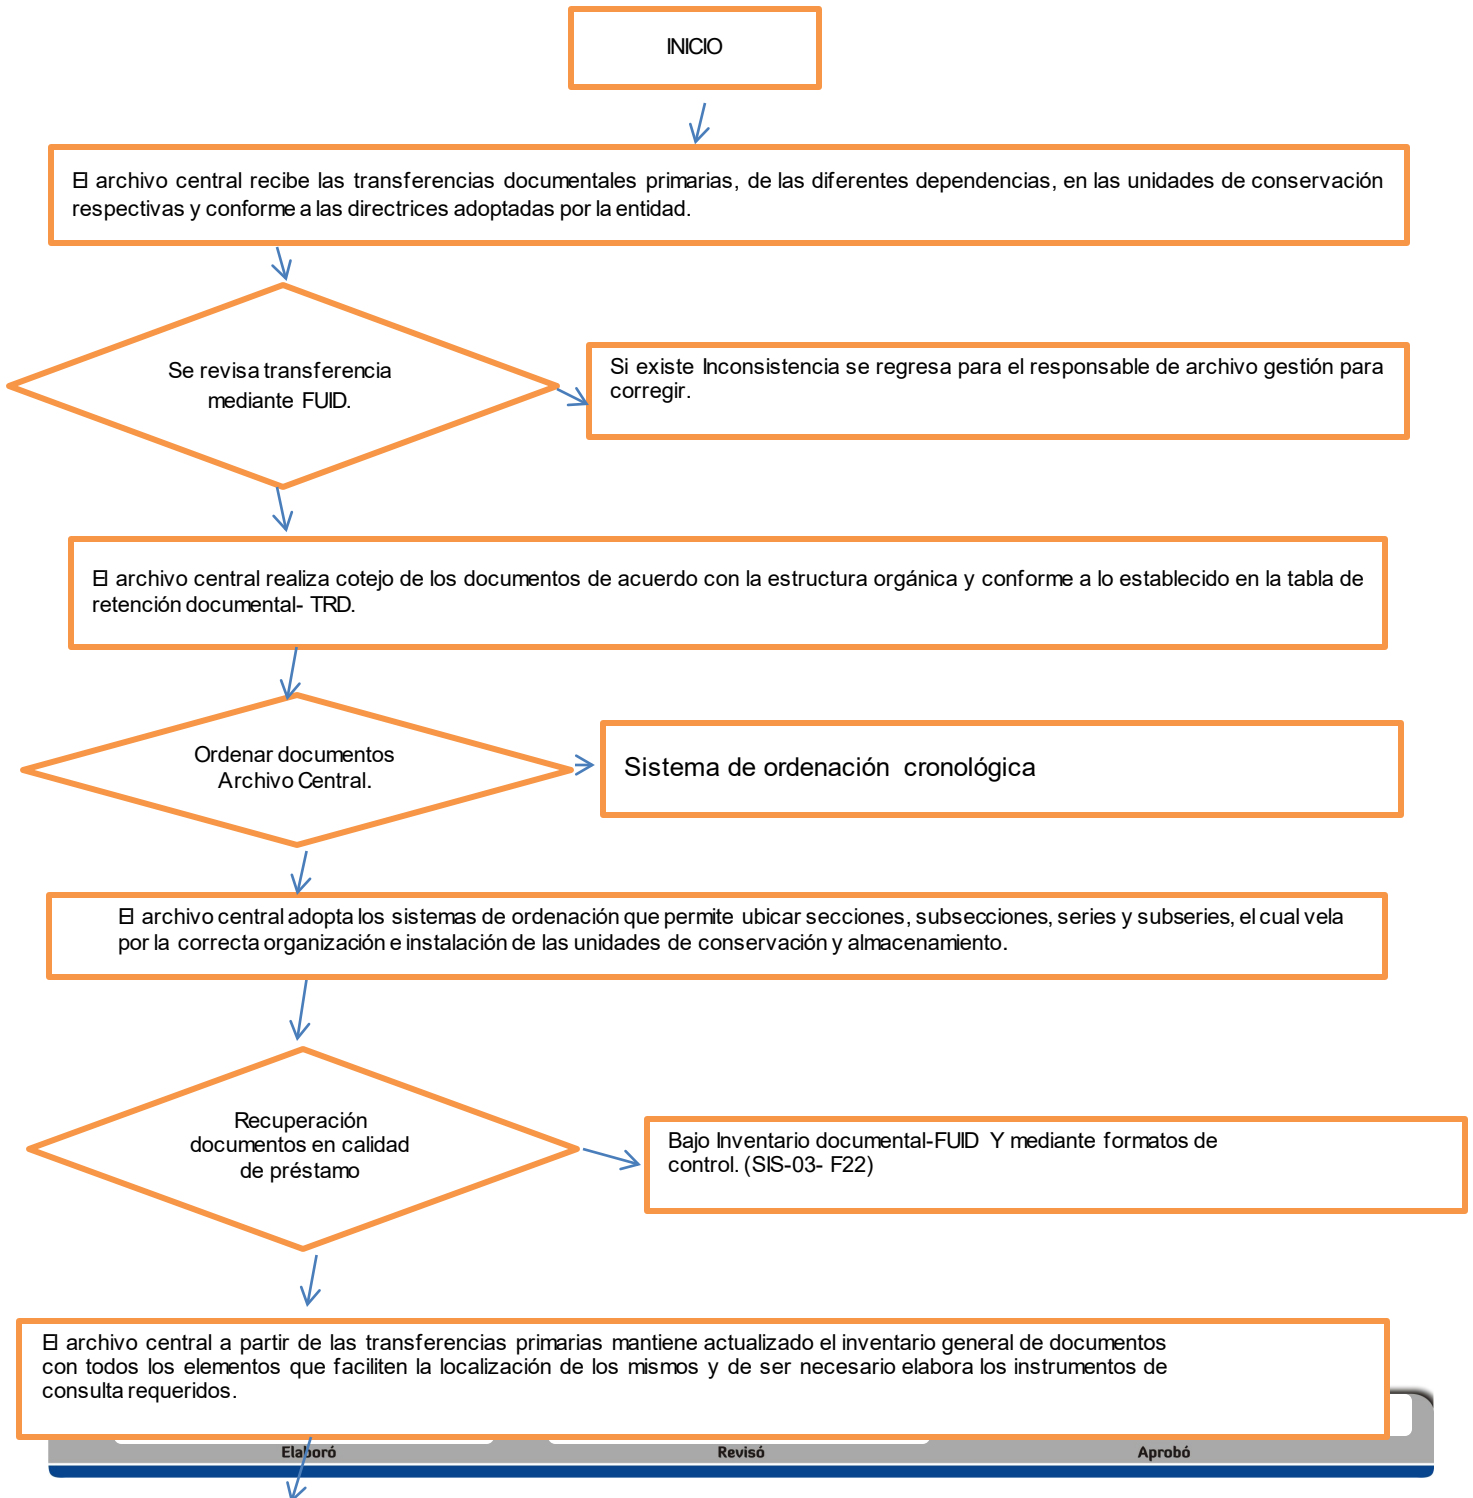 INICIO
El archivo central recibe las transferencias documentales primarias, de las diferentes dependencias, en las unidades de conservación
respectivas y conforme a las directrices adoptadas por la entidad.
Se revisa transferencia
mediante FUID.
Si existe Inconsistencia se regresa para el responsable de archivo gestión para
corregir.
El archivo central realiza cotejo de los documentos de acuerdo con la estructura orgánica y conforme a lo establecido en la tabla de
retención documental- TRD.
Ordenar documentos
Archivo Central.
Sistema de ordenación cronológica
El archivo central adopta los sistemas de ordenación que permite ubicar secciones, subsecciones, series y subseries, el cual vela
por la correcta organización e instalación de las unidades de conservación y almacenamiento.
Recuperación
documentos en calidad
de préstamo
Bajo Inventario documental-FUID Y mediante formatos de
control. (SIS-03- F22)
El archivo central a partir de las transferencias primarias mantiene actualizado el inventario general de documentos
con todos los elementos que faciliten la localización de los mismos y de ser necesario elabora los instrumentos de
consulta requeridos.
Elaboró Revisó Aprobó